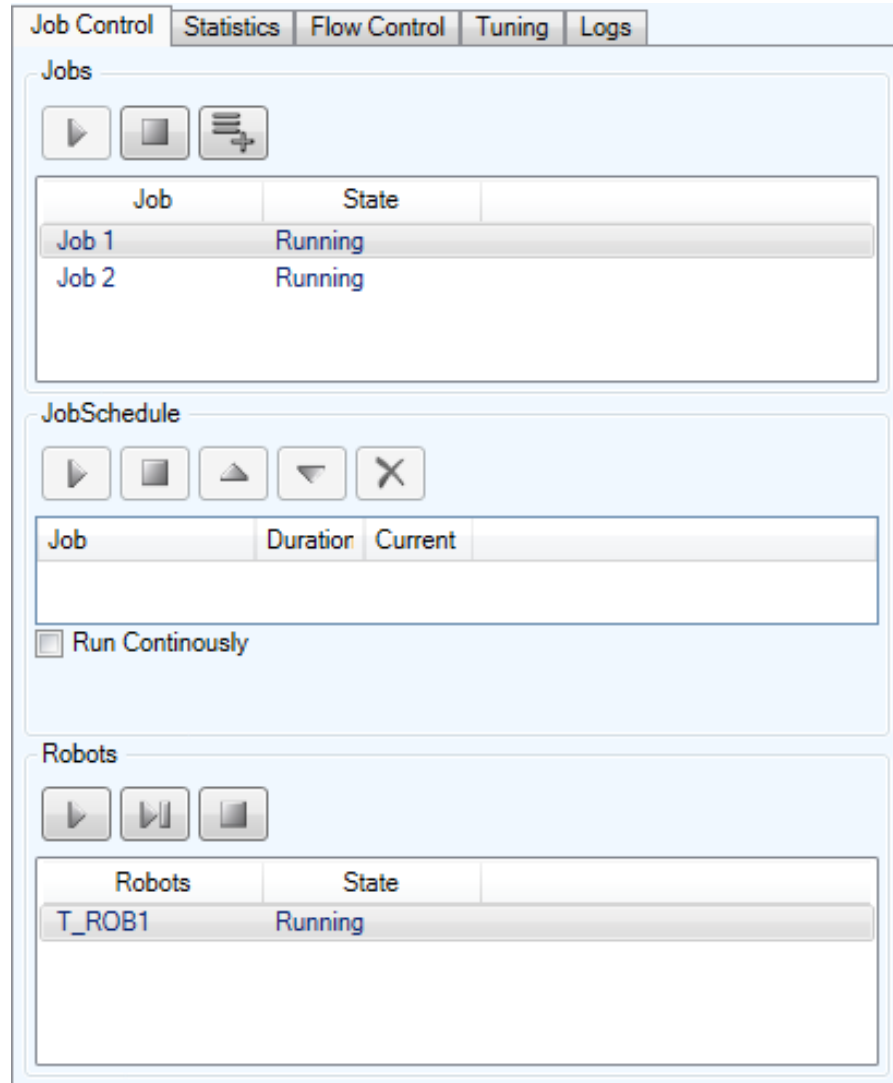 Job Control Statistics Flow Control Tuning Logs
Jobs
Job State
Job 1 Running
Job 2 Running
JobSchedule
Job Duration Current
Run Continously
Robots
Robots State
T_ROB1 Running